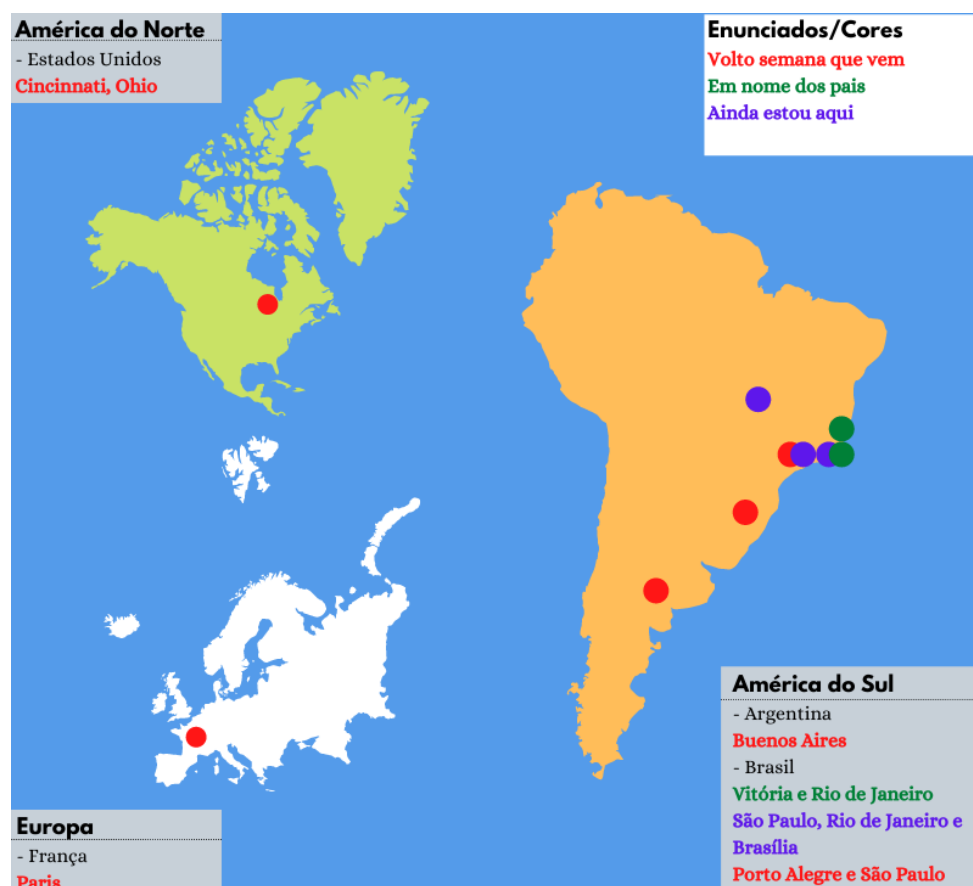 América do Norte
- Estados Unidos
Cincinnati, Ohio
Enunciados/Cores
Volto semana que vem
Em nome dos pais
Ainda estou aqui
América do Sul
- Argentina
Buenos Aires
- Brasil
Vitória e Rio de Janeiro
São Paulo, Rio de Janeiro e
Brasília
Porto Alegre e São Paulo
Europa
- França
Paris